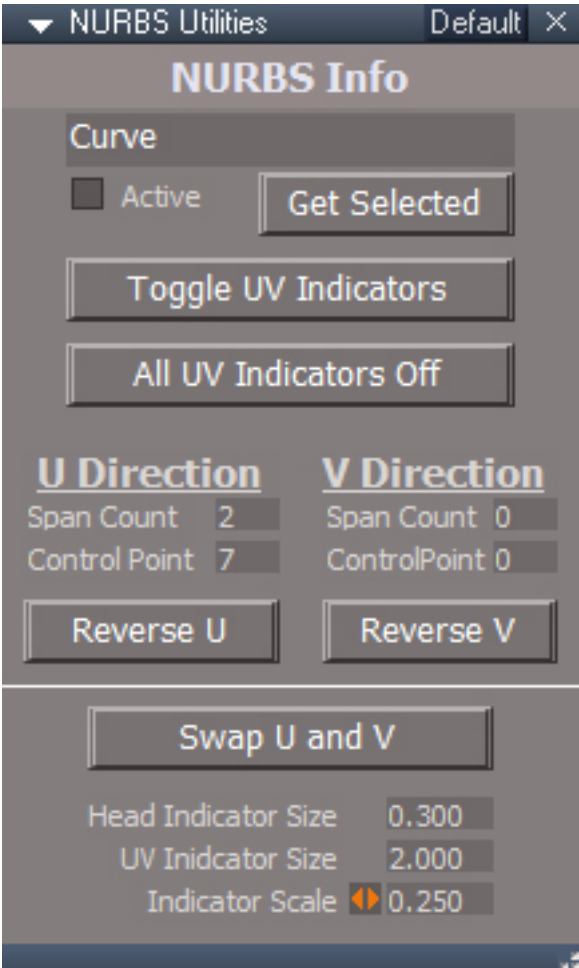 NURBS Utilities Default
NURBS Info
Curve
Active Get Selected
Toggle UV Indicators
All UV Indicators Off
U Direction V Direction
Span Count 2 Span Count 0
Control Point 7 ControlPoint 0
Reverse U Reverse V
Swap U and V
Head Indicator Size 0.300
UV Inidcator Size 2.000
Indicator Scale 0.250